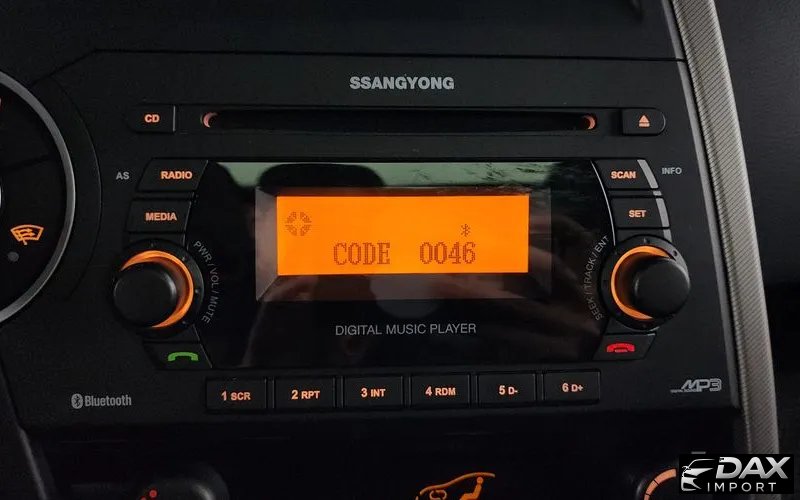 SSANGYONG
CD
AS RADIO
SCAN INFO
MEDIA
SET
PWR / VOL / MUTE
SEEK / TRACK / ENT
CODE 0046
DIGITAL MUSIC PLAYER
Bluetooth
1 SCR 2 RPT 3 INT 4 RDM 5 D- 6 D+
MP3
DAX
IMPORT